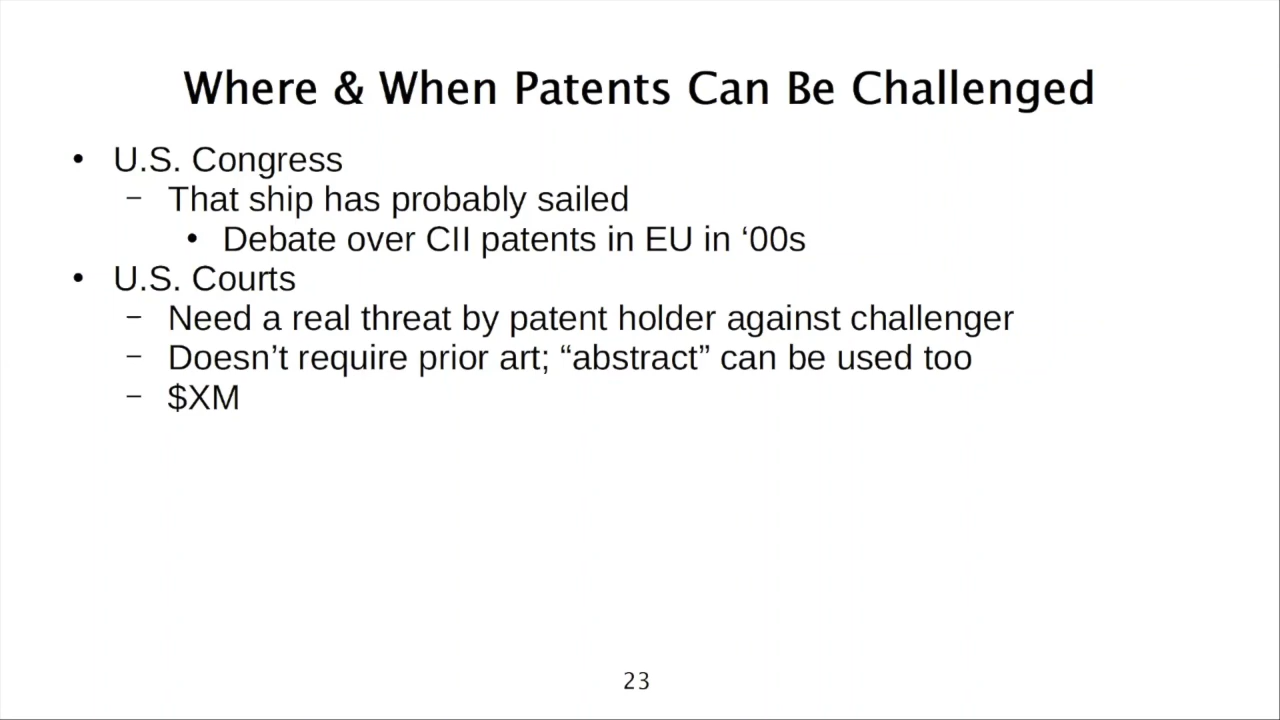 Where & When Patents Can Be Challenged
• U.S. Congress
– That ship has probably sailed
• Debate over CII patents in EU in ‘00s
• U.S. Courts
– Need a real threat by patent holder against challenger
– Doesn’t require prior art; “abstract” can be used too
– $XM
23